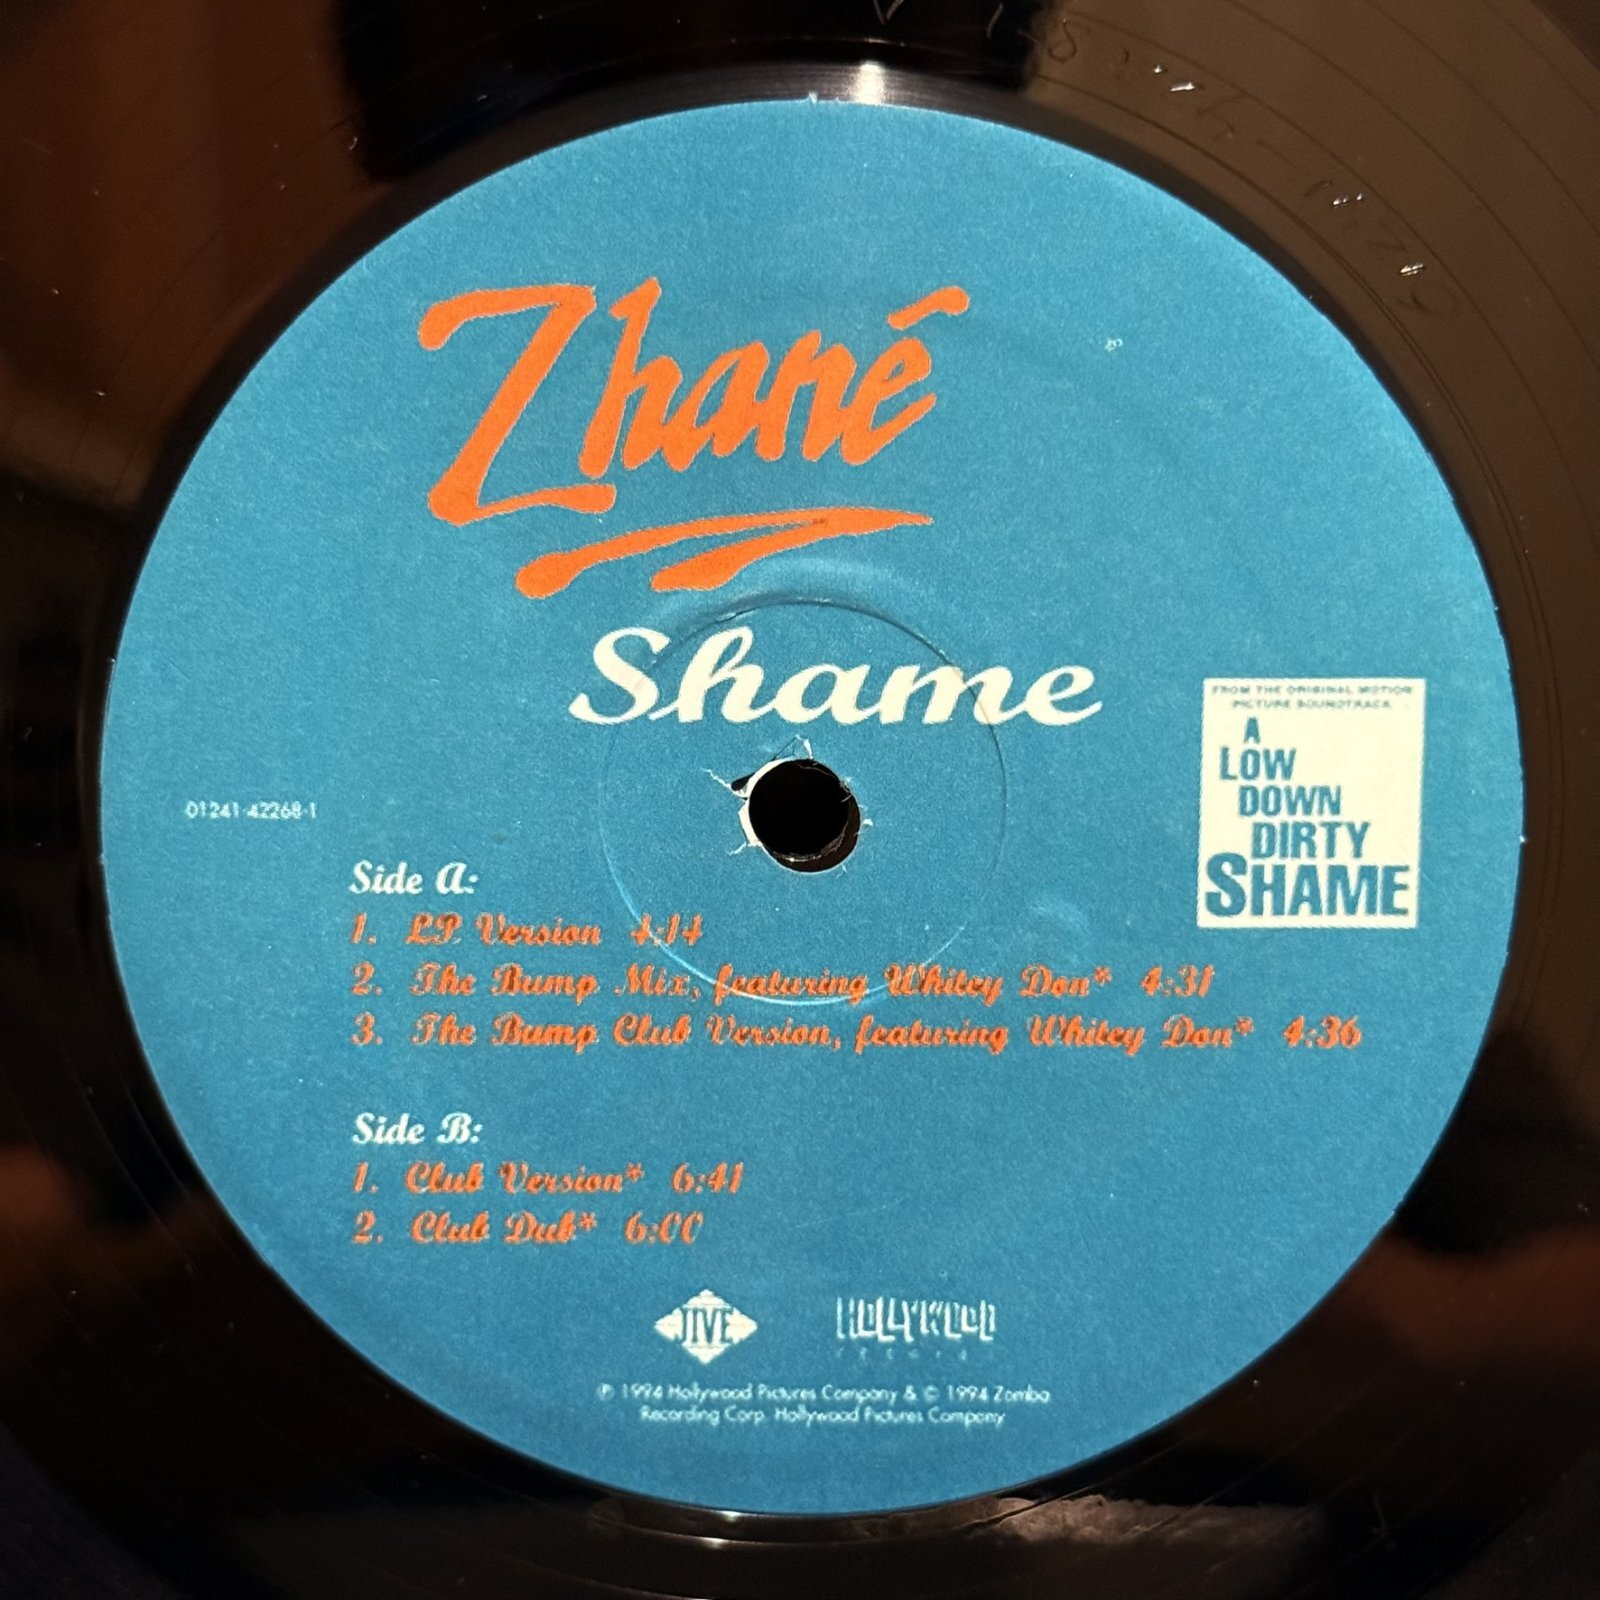 Zhané
Shame
FROM THE ORIGINAL MOTION
PICTURE SOUNDTRACK
A
LOW
DOWN
DIRTY
SHAME
01241-42268-1
Side A:
1. LP Version 4:14
2. The Bump Mix, featuring Whitey Don* 4:31
3. The Bump Club Version, featuring Whitey Don* 4:36
Side B:
1. Club Version* 6:41
2. Club Dub* 6:00
JIVE
HOLLYWOOD
RECORDS
℗ 1994 Hollywood Pictures Company & © 1994 Zomba
Recording Corp. Hollywood Pictures Company